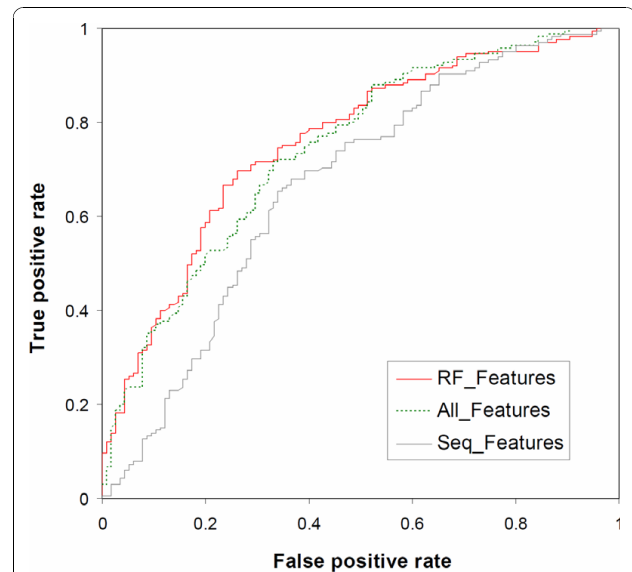 1
0.8
0.6
0.4
0.2
0
True positive rate
RF_Features
All_Features
Seq_Features
0 0.2 0.4 0.6 0.8 1
False positive rate